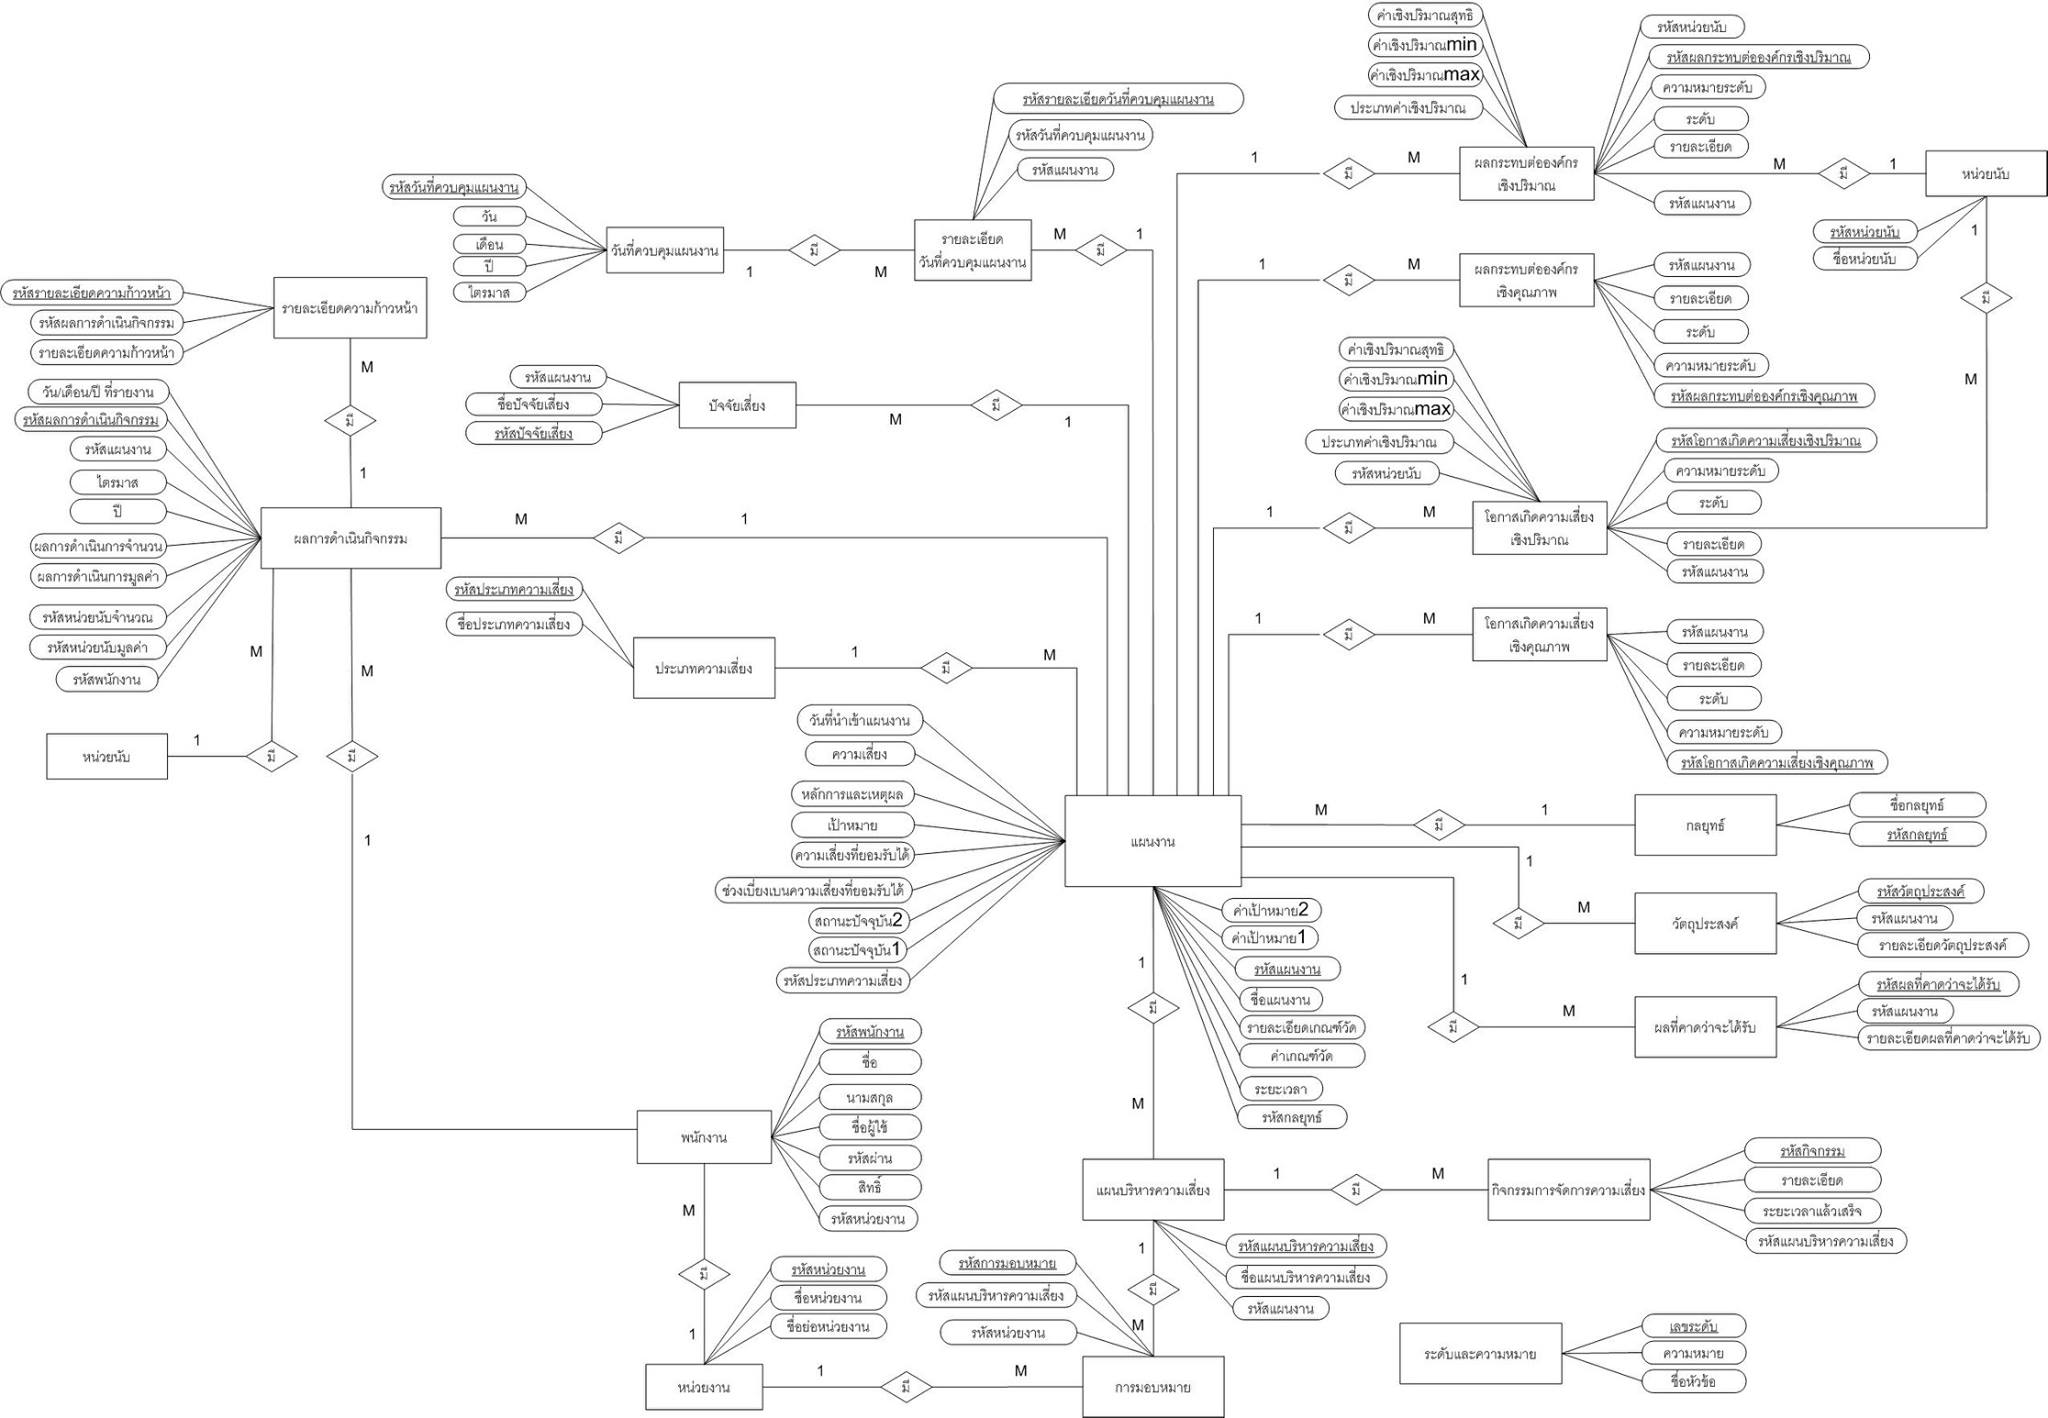 ค่าเชิงปริมาณสุทธิ
ค่าเชิงปริมาณmin
ค่าเชิงปริมาณmax
ประเภทค่าเชิงปริมาณ
รหัสหน่วยนับ
รหัสผลกระทบต่อองค์กรเชิงปริมาณ
ความหมายระดับ
ระดับ
รายละเอียด
รหัสแผนงาน
ผลกระทบต่อองค์กร
เชิงปริมาณ
1
มี
M
M
มี
1
หน่วยนับ
รหัสหน่วยนับ
ชื่อหน่วยนับ
1
มี
M
รหัสรายละเอียดวันที่ควบคุมแผนงาน
รหัสวันที่ควบคุมแผนงาน
รหัสแผนงาน
รหัสวันที่ควบคุมแผนงาน
วัน
เดือน
ปี
ไตรมาส
วันที่ควบคุมแผนงาน
1
มี
M
รายละเอียด
วันที่ควบคุมแผนงาน
M
มี
1
1
มี
M
ผลกระทบต่อองค์กร
เชิงคุณภาพ
รหัสแผนงาน
รายละเอียด
ระดับ
ความหมายระดับ
รหัสผลกระทบต่อองค์กรเชิงคุณภาพ
รหัสรายละเอียดความก้าวหน้า
รหัสผลการดำเนินกิจกรรม
รายละเอียดความก้าวหน้า
รายละเอียดความก้าวหน้า
M
มี
1
รหัสแผนงาน
ชื่อปัจจัยเสี่ยง
รหัสปัจจัยเสี่ยง
ปัจจัยเสี่ยง
M
มี
1
ค่าเชิงปริมาณสุทธิ
ค่าเชิงปริมาณmin
ค่าเชิงปริมาณmax
ประเภทค่าเชิงปริมาณ
รหัสหน่วยนับ
รหัสโอกาสเกิดความเสี่ยงเชิงปริมาณ
ความหมายระดับ
ระดับ
รายละเอียด
รหัสแผนงาน
1
มี
M
โอกาสเกิดความเสี่ยง
เชิงปริมาณ
วัน/เดือน/ปี ที่รายงาน
รหัสผลการดำเนินกิจกรรม
รหัสแผนงาน
ไตรมาส
ปี
ผลการดำเนินการจำนวน
ผลการดำเนินการมูลค่า
รหัสหน่วยนับจำนวณ
รหัสหน่วยนับมูลค่า
รหัสพนักงาน
ผลการดำเนินกิจกรรม
M
มี
1
M
มี
1
หน่วยนับ
M
มี
1
รหัสประเภทความเสี่ยง
ชื่อประเภทความเสี่ยง
ประเภทความเสี่ยง
1
มี
M
1
มี
M
โอกาสเกิดความเสี่ยง
เชิงคุณภาพ
รหัสแผนงาน
รายละเอียด
ระดับ
ความหมายระดับ
รหัสโอกาสเกิดความเสี่ยงเชิงคุณภาพ
วันที่นำเข้าแผนงาน
ความเสี่ยง
หลักการและเหตุผล
เป้าหมาย
ความเสี่ยงที่ยอมรับได้
ช่วงเบี่ยงเบนความเสี่ยงที่ยอมรับได้
สถานะปัจจุบัน2
สถานะปัจจุบัน1
รหัสประเภทความเสี่ยง
แผนงาน
M
มี
1
กลยุทธ์
ชื่อกลยุทธ์
รหัสกลยุทธ์
1
มี
M
วัตถุประสงค์
รหัสวัตถุประสงค์
รหัสแผนงาน
รายละเอียดวัตถุประสงค์
1
มี
M
ผลที่คาดว่าจะได้รับ
รหัสผลที่คาดว่าจะได้รับ
รหัสแผนงาน
รายละเอียดผลที่คาดว่าจะได้รับ
ค่าเป้าหมาย2
ค่าเป้าหมาย1
รหัสแผนงาน
ชื่อแผนงาน
รายละเอียดเกณฑ์วัด
ค่าเกณฑ์วัด
ระยะเวลา
รหัสกลยุทธ์
1
มี
M
รหัสพนักงาน
ชื่อ
นามสกุล
ชื่อผู้ใช้
รหัสผ่าน
สิทธิ์
รหัสหน่วยงาน
พนักงาน
M
มี
1
แผนบริหารความเสี่ยง
1
มี
M
กิจกรรมการจัดการความเสี่ยง
รหัสกิจกรรม
รายละเอียด
ระยะเวลาแล้วเสร็จ
รหัสแผนบริหารความเสี่ยง
รหัสแผนบริหารความเสี่ยง
ชื่อแผนบริหารความเสี่ยง
รหัสแผนงาน
1
มี
M
รหัสหน่วยงาน
ชื่อหน่วยงาน
ชื่อย่อหน่วยงาน
รหัสการมอบหมาย
รหัสแผนบริหารความเสี่ยง
รหัสหน่วยงาน
หน่วยงาน
1
มี
M
การมอบหมาย
ระดับและความหมาย
เลขระดับ
ความหมาย
ชื่อหัวข้อ